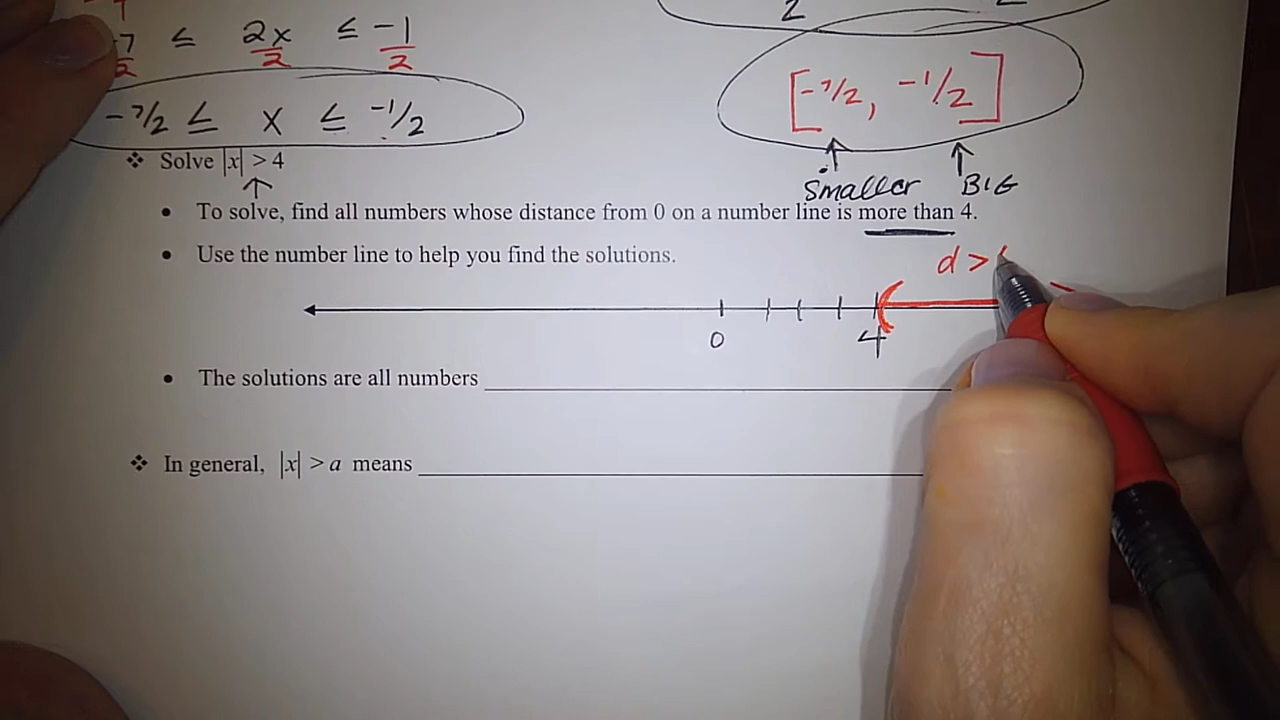 -7/2 ≤ 2x/2 ≤ -1/2
-7/2 ≤ x ≤ -1/2
[-7/2, -1/2]
❖ Solve |x| > 4
Smaller BIG
• To solve, find all numbers whose distance from 0 on a number line is more than 4.
• Use the number line to help you find the solutions.
d >
0 4
• The solutions are all numbers
❖ In general, |x| > a means